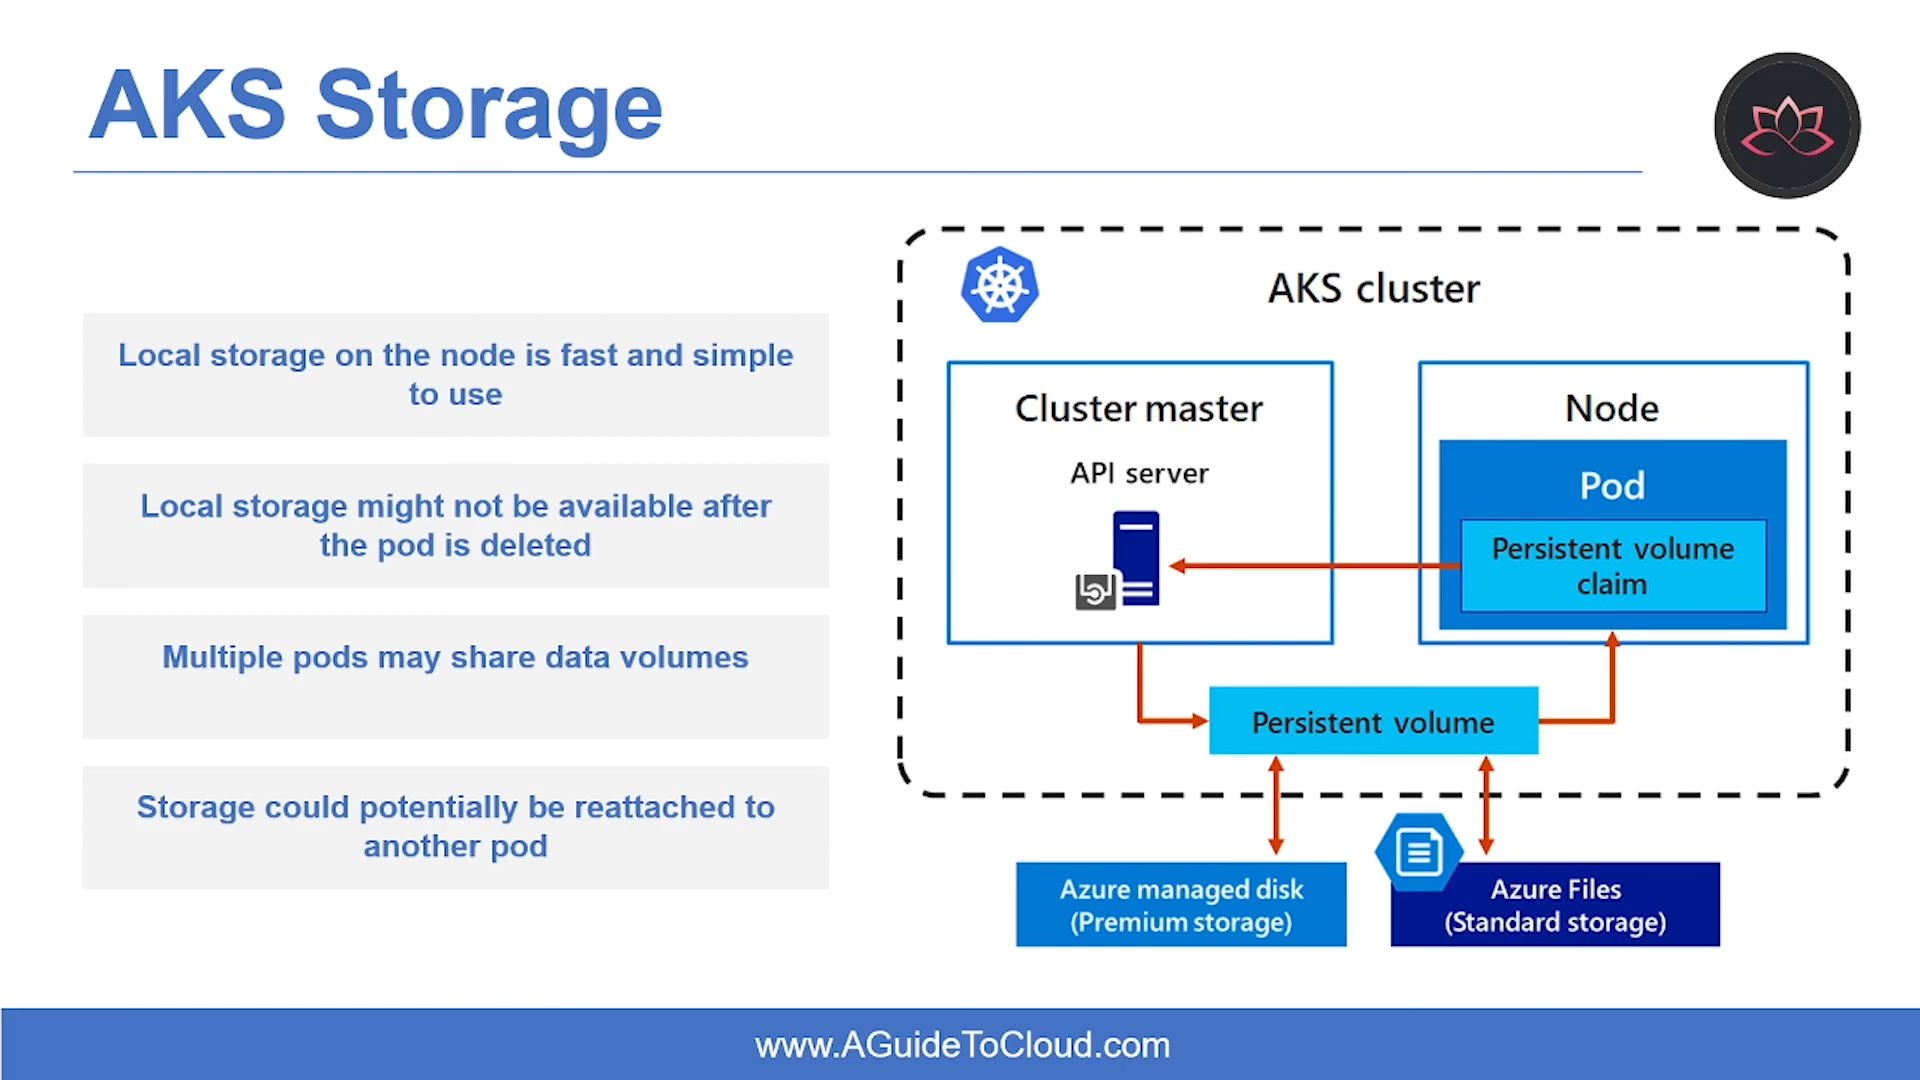 AKS Storage
Local storage on the node is fast and simple
to use
Local storage might not be available after
the pod is deleted
Multiple pods may share data volumes
Storage could potentially be reattached to
another pod
AKS cluster
Cluster master
API server
Node
Pod
Persistent volume
claim
Persistent volume
Azure managed disk
(Premium storage)
Azure Files
(Standard storage)
www.AGuideToCloud.com